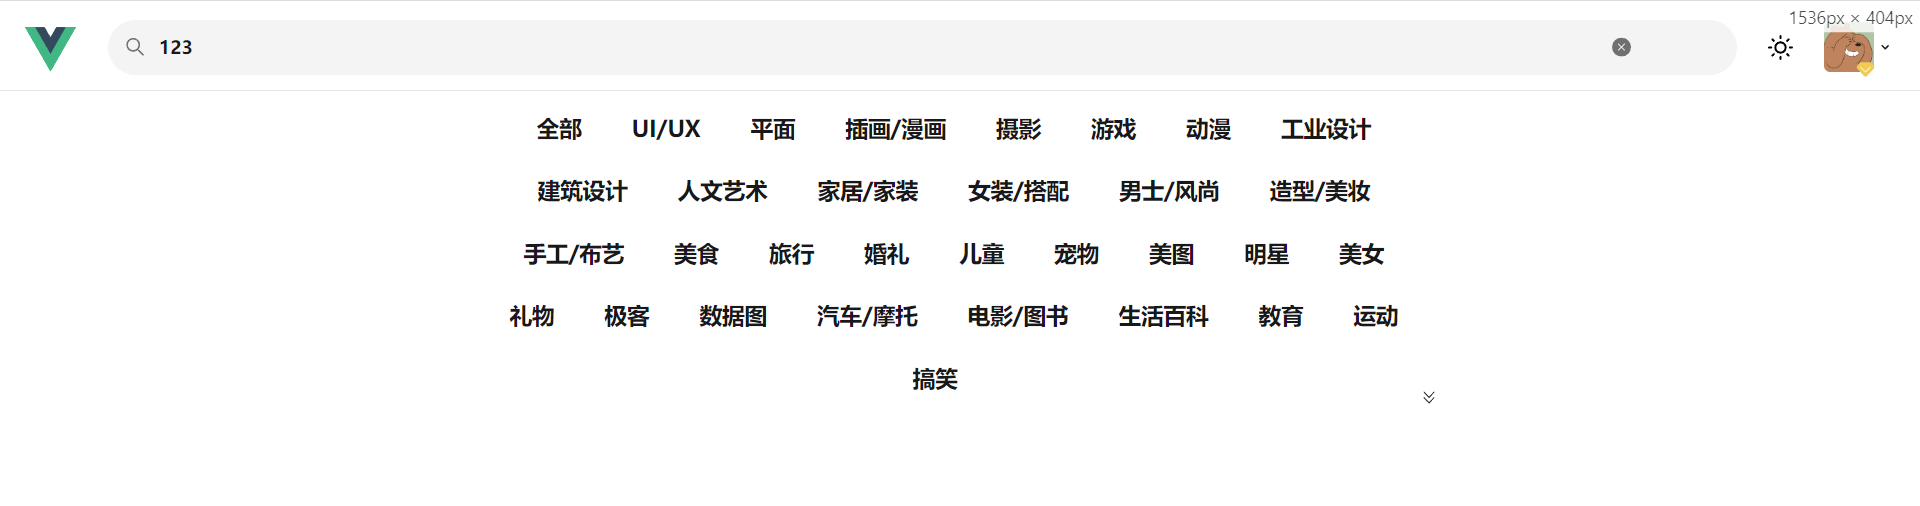 1536px × 404px
123
全部 UI/UX 平面 插画/漫画 摄影 游戏 动漫 工业设计
建筑设计 人文艺术 家居/家装 女装/搭配 男士/风尚 造型/美妆
手工/布艺 美食 旅行 婚礼 儿童 宠物 美图 明星 美女
礼物 极客 数据图 汽车/摩托 电影/图书 生活百科 教育 运动
搞笑